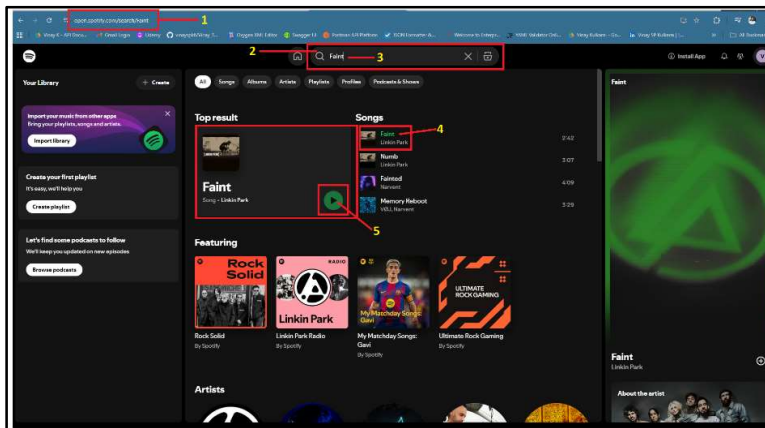 1
open.spotify.com/search/Faint
2
Faint
3
Install App
V
Your Library
+ Create
All
Songs
Albums
Artists
Playlists
Profiles
Podcasts & Shows
Faint
Import your music from other apps
Bring your playlists, songs and artists.
Import library
Top result
Songs
Faint
Linkin Park
2:42
4
Numb
Linkin Park
3:07
Fainted
Narvent
4:09
Memory Reboot
VØJ, Narvent
3:29
Faint
Song • Linkin Park
5
Create your first playlist
It's easy, we'll help you
Create playlist
Let's find some podcasts to follow
We'll keep you updated on new episodes
Browse podcasts
Featuring
Rock
Solid
RADIO
Linkin Park
My Matchday Songs:
Gavi
ULTIMATE
ROCK GAMING
Rock Solid
By Spotify
Linkin Park Radio
By Spotify
My Matchday Songs:
Gavi
By Spotify
Ultimate Rock Gaming
By Spotify
Artists
Faint
Linkin Park
About the artist